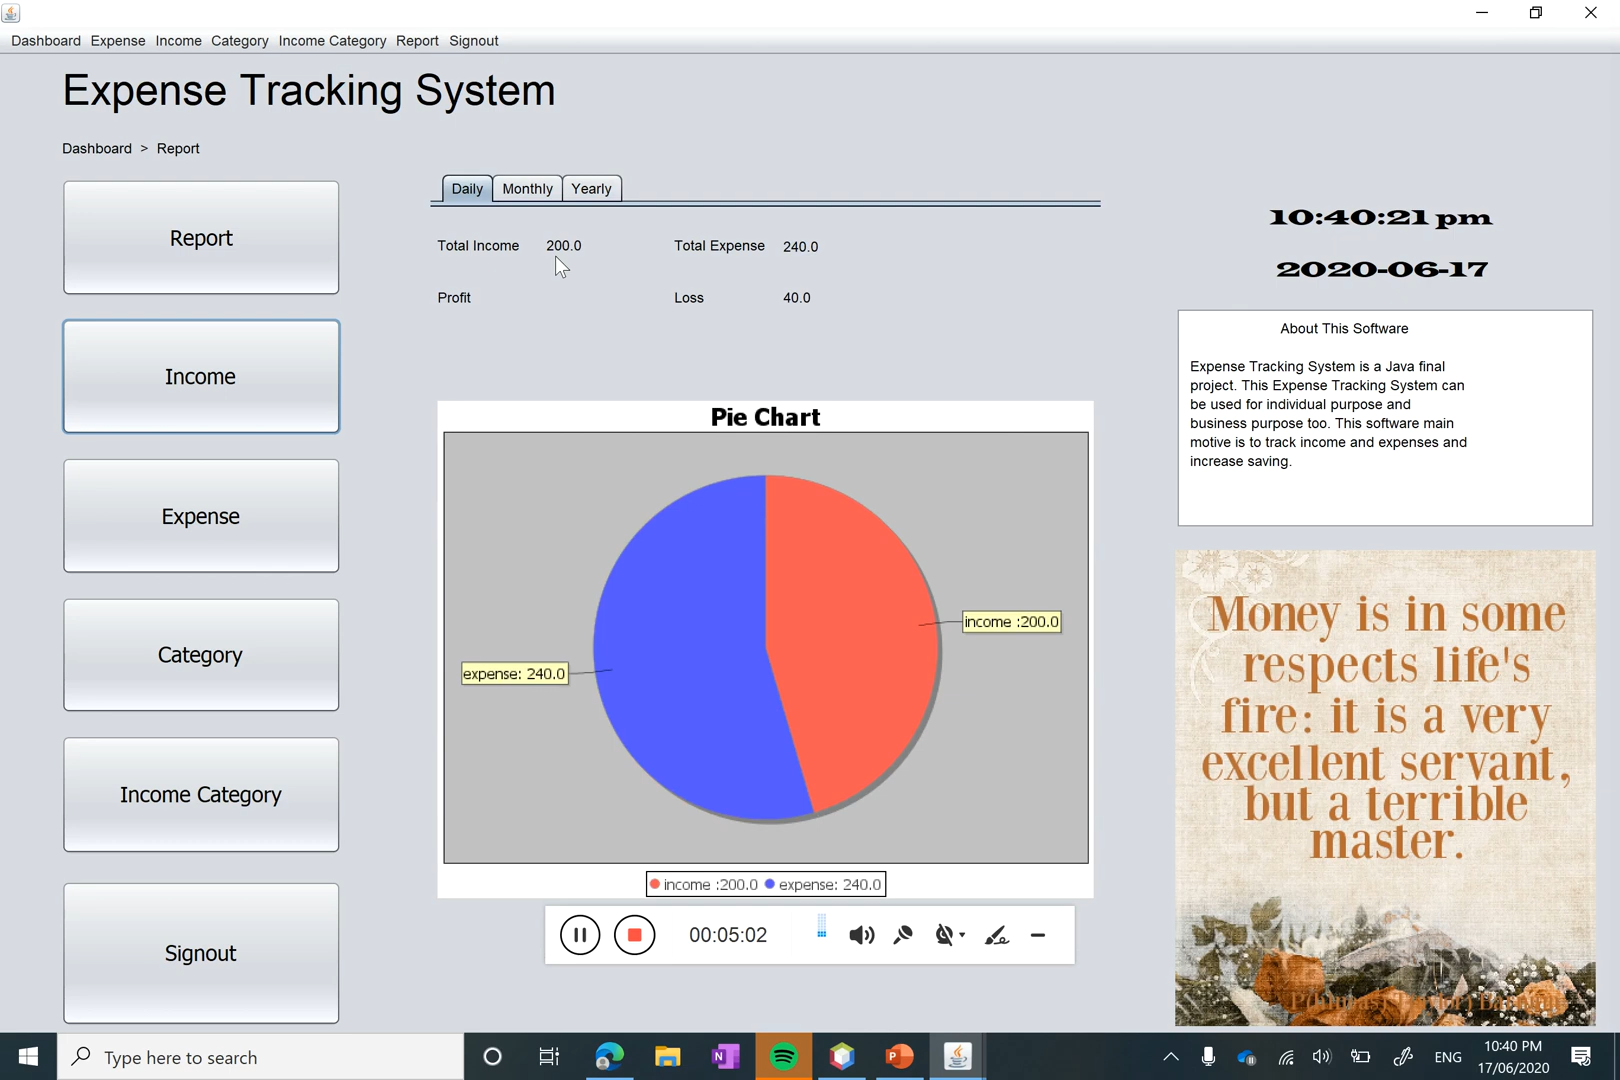 Dashboard Expense Income Category Income Category Report Signout
Expense Tracking System
Dashboard > Report
Report
Income
Expense
Category
Income Category
Signout
Daily Monthly Yearly
Total Income 200.0 Total Expense 240.0
Profit Loss 40.0
Pie Chart
income :200.0
expense: 240.0
income :200.0 expense: 240.0
00:05:02
10:40:21 pm
2020-06-17
About This Software
Expense Tracking System is a Java final
project. This Expense Tracking System can
be used for individual purpose and
business purpose too. This software main
motive is to track income and expenses and
increase saving.
Money is in some
respects life's
fire: it is a very
excellent servant,
but a terrible
master.
Type here to search
ENG
10:40 PM
17/06/2020